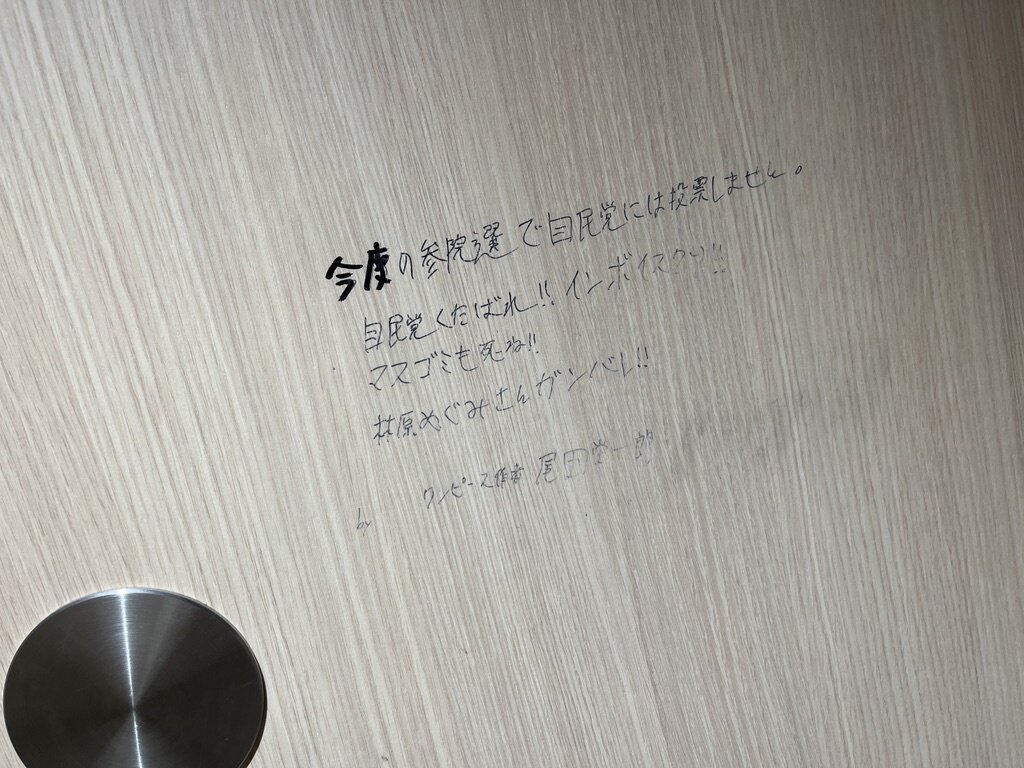 今度の参院選で自民党には投票しません。
自民党くたばれ!! インボイス
マスゴミも死ね!!
林原めぐみさんガンバレ!!
by ワンピース作者 尾田栄一郎